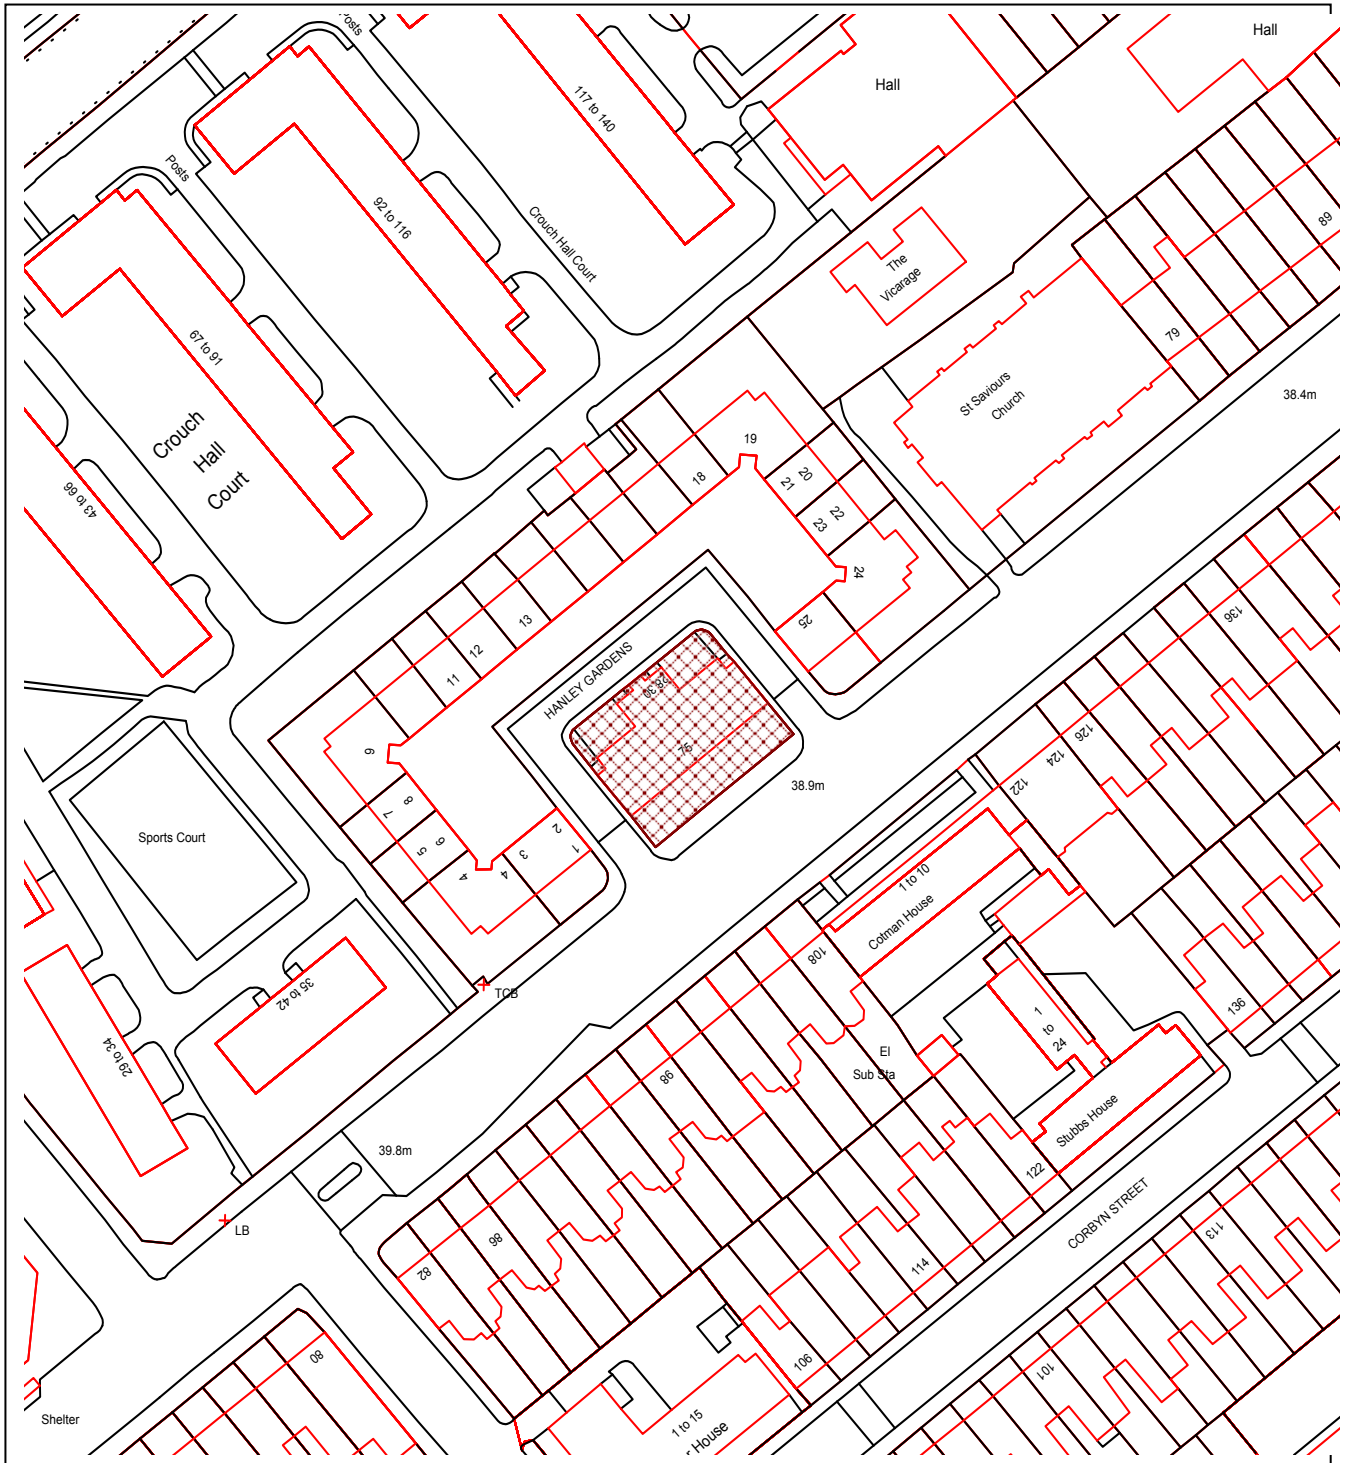 Posts
Hall
Hall
117 to 140
Posts
92 to 116
Crouch Hall Court
89
The
Vicarage
67 to 91
79
St Saviours
Church
38.4m
Crouch
Hall
Court
43 to 66
19
18
20
21
22
23
24
25
136
13
12
11
HANLEY GARDENS
28-30
75
9
8
7
6
5
4
4
3
2
1
38.9m
126
124
122
Sports Court
1 to 10
Cotman House
108
TCB
35 to 42
29 to 34
1
to
24
136
El
Sub Sta
98
Stubbs House
122
39.8m
LB
CORBYN STREET
113
86
82
114
106
101
80
Shelter
1 to 15
r House